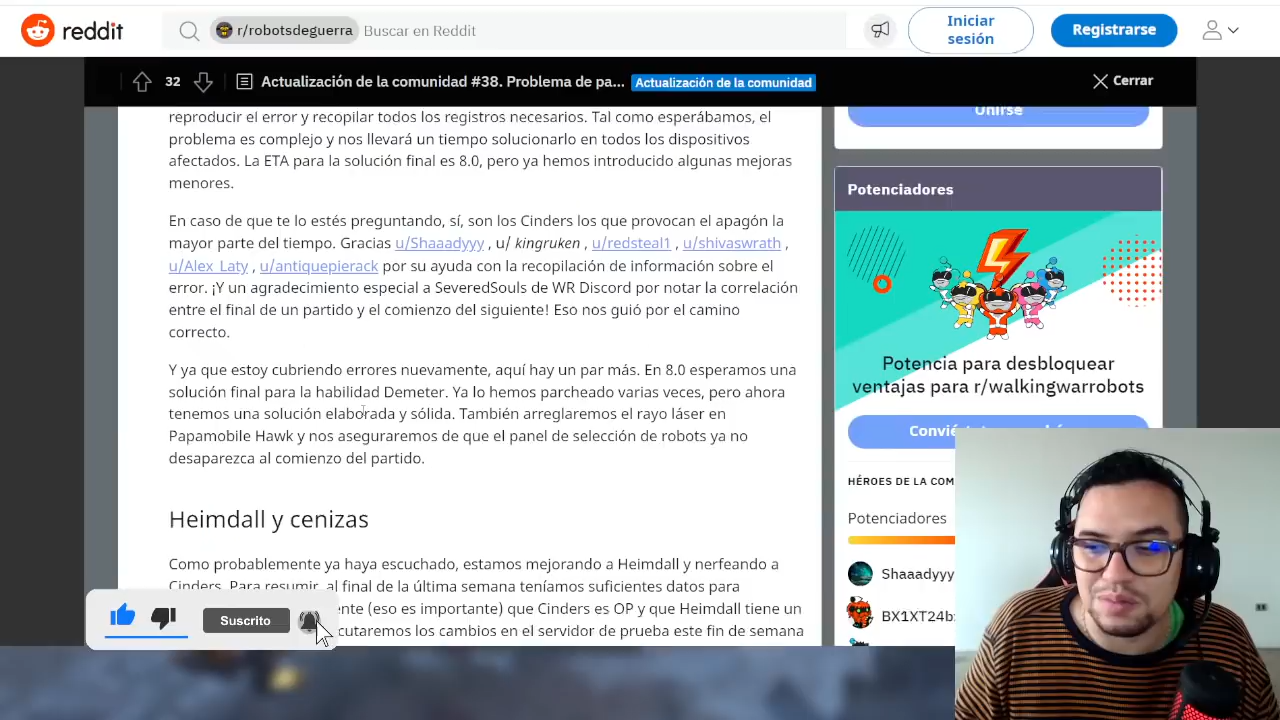 reddit
r/robotsdeguerra
Buscar en Reddit
Iniciar sesión
Registrarse
32
Actualización de la comunidad #38. Problema de pa...
Actualización de la comunidad
Cerrar
reproducir el error y recopilar todos los registros necesarios. Tal como esperábamos, el
problema es complejo y nos llevará un tiempo solucionarlo en todos los dispositivos
afectados. La ETA para la solución final es 8.0, pero ya hemos introducido algunas mejoras
menores.
En caso de que te lo estés preguntando, sí, son los Cinders los que provocan el apagón la
mayor parte del tiempo. Gracias u/Shaaadyyy , u/ kingruken , u/redsteal1 , u/shivaswrath ,
u/Alex_Laty , u/antiquepierack por su ayuda con la recopilación de información sobre el
error. ¡Y un agradecimiento especial a SeveredSouls de WR Discord por notar la correlación
entre el final de un partido y el comienzo del siguiente! Eso nos guió por el camino
correcto.
Y ya que estoy cubriendo errores nuevamente, aquí hay un par más. En 8.0 esperamos una
solución final para la habilidad Demeter. Ya lo hemos parcheado varias veces, pero ahora
tenemos una solución elaborada y sólida. También arreglaremos el rayo láser en
Papamobile Hawk y nos aseguraremos de que el panel de selección de robots ya no
desaparezca al comienzo del partido.
Heimdall y cenizas
Como probablemente ya haya escuchado, estamos mejorando a Heimdall y nerfeando a
Cinders. Para resumir, al final de la última semana teníamos suficientes datos para
(eso es importante) que Cinders es OP y que Heimdall tiene un
los cambios en el servidor de prueba este fin de semana
Suscrito
Unirse
Potenciadores
Potencia para desbloquear
ventajas para r/walkingwarrobots
HÉROES DE LA COM
Potenciadores
Shaaadyyy
BX1XT24b